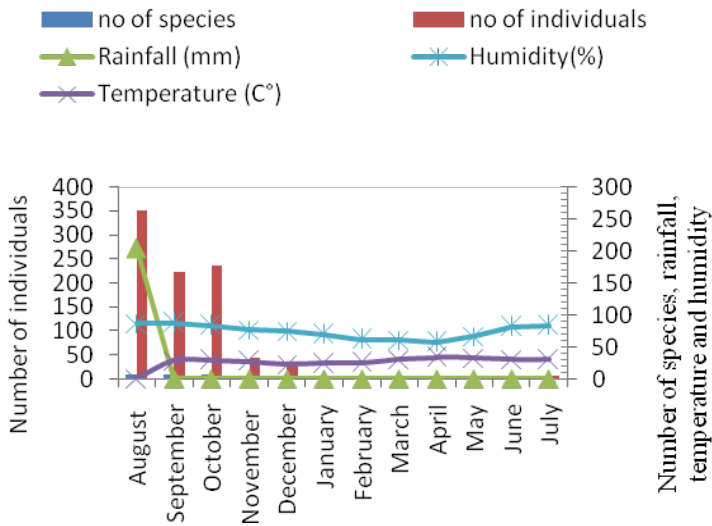 no of species
no of individuals
Rainfall (mm)
Humidity(%)
Temperature (C°)
400
350
300
250
200
150
100
50
0
300
250
200
150
100
50
0
Number of individuals
Number of species, rainfall,
temperature and humidity
August
September
October
November
December
January
February
March
April
May
June
July